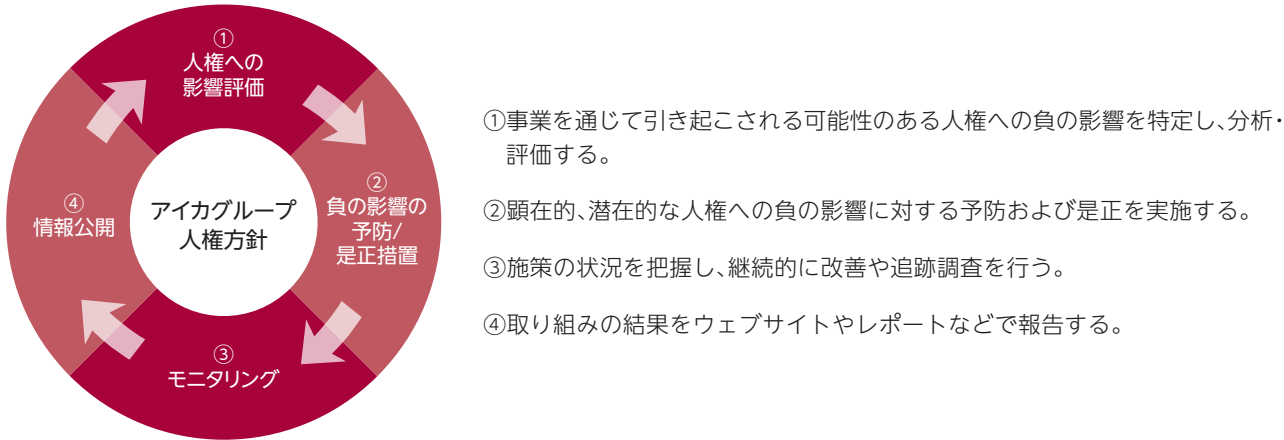 ①
人権への
影響評価
②
負の影響の
予防/
是正措置
③
モニタリング
④
情報公開
アイカグループ
人権方針
①事業を通じて引き起こされる可能性のある人権への負の影響を特定し、分析・
評価する。
②顕在的、潜在的な人権への負の影響に対する予防および是正を実施する。
③施策の状況を把握し、継続的に改善や追跡調査を行う。
④取り組みの結果をウェブサイトやレポートなどで報告する。